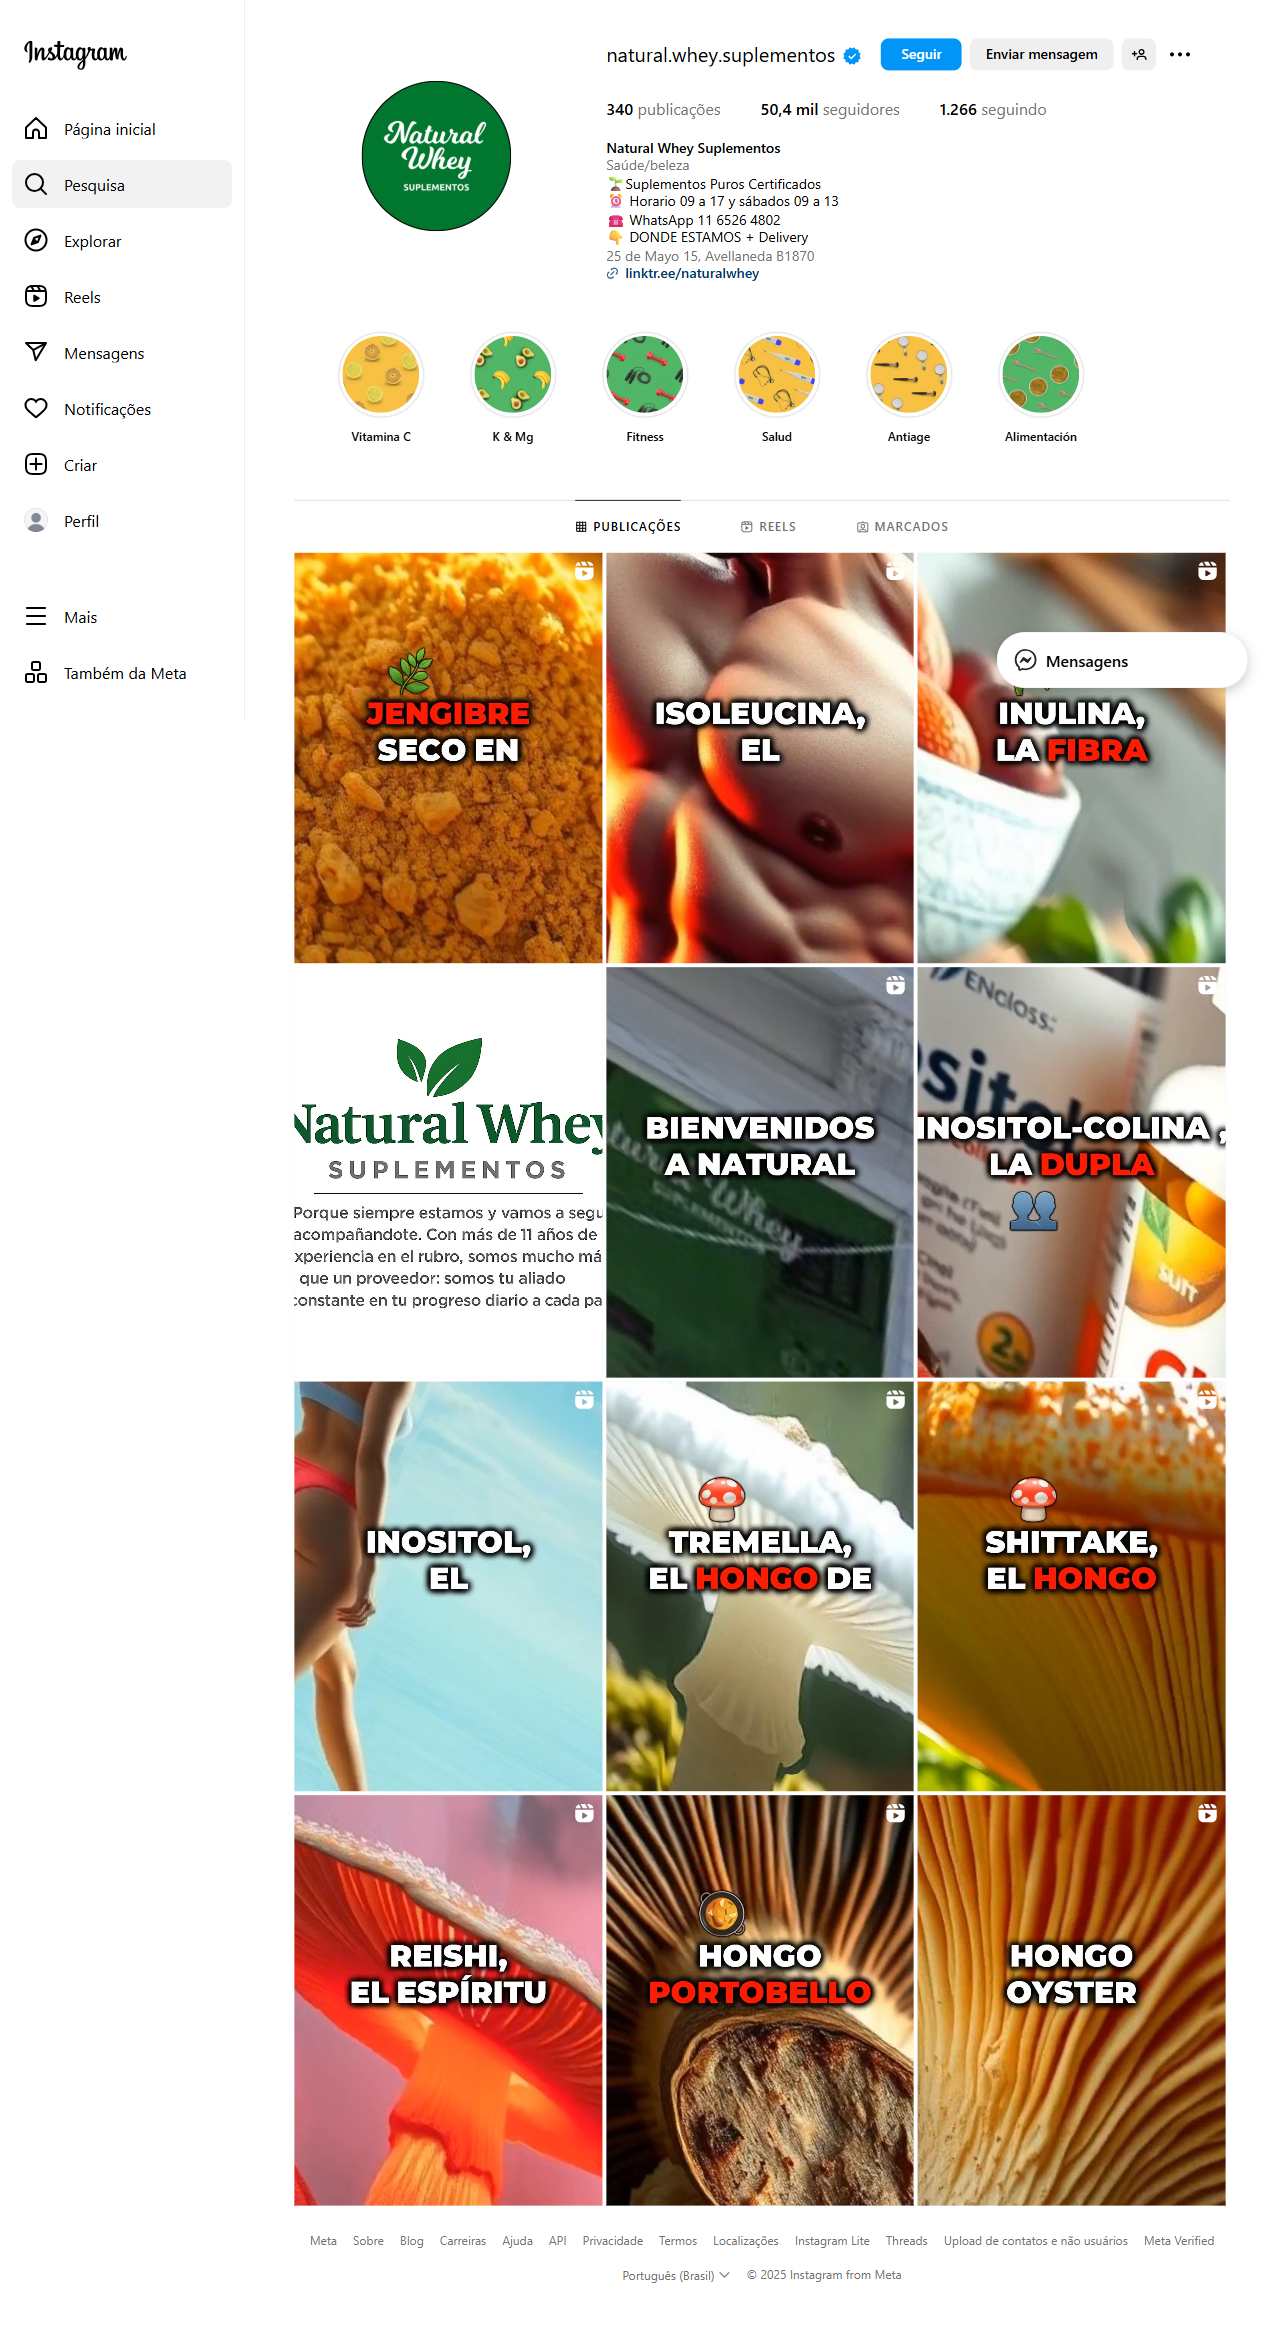 Instagram
Página inicial
Pesquisa
Explorar
Reels
Mensagens
Notificações
Criar
Perfil
Mais
Também da Meta
natural.whey.suplementos
Seguir
Enviar mensagem
340 publicações
50,4 mil seguidores
1.266 seguindo
Natural Whey Suplementos
Saúde/beleza
Suplementos Puros Certificados
Horario 09 a 17 y sábados 09 a 13
WhatsApp 11 6526 4802
DONDE ESTAMOS + Delivery
25 de Mayo 15, Avellaneda B1870
linktr.ee/naturalwhey
Natural
Whey
SUPLEMENTOS
Vitamina C
K & Mg
Fitness
Salud
Antiage
Alimentación
PUBLICAÇÕES
REELS
MARCADOS
JENGIBRE
SECO EN
ISOLEUCINA,
EL
INULINA,
LA FIBRA
Mensagens
Natural Whey
SUPLEMENTOS
Porque siempre estamos y vamos a segu
acompañandote. Con más de 11 años de
xperiencia en el rubro, somos mucho má
que un proveedor: somos tu aliado
constante en tu progreso diario a cada pa
BIENVENIDOS
A NATURAL
ENcloss:
sitol
INOSITOL-COLINA ,
LA DUPLA
INOSITOL,
EL
TREMELLA,
EL HONGO DE
SHITTAKE,
EL HONGO
REISHI,
EL ESPÍRITU
HONGO
PORTOBELLO
HONGO
OYSTER
Meta
Sobre
Blog
Carreiras
Ajuda
API
Privacidade
Termos
Localizações
Instagram Lite
Threads
Upload de contatos e não usuários
Meta Verified
Português (Brasil)
© 2025 Instagram from Meta